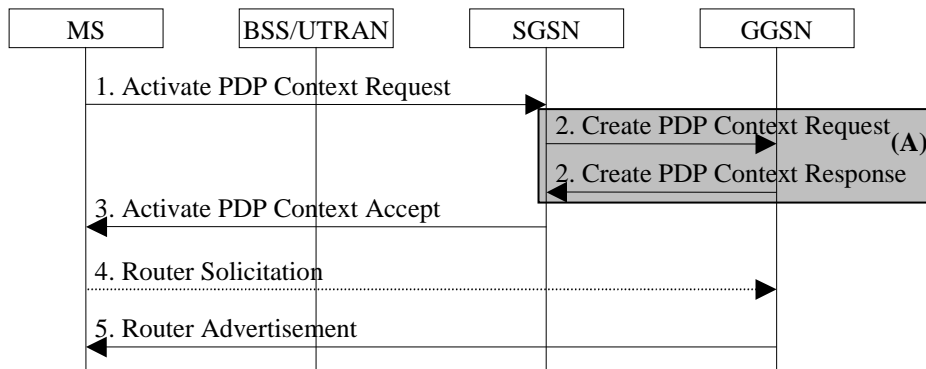 MS
BSS/UTRAN
SGSN
GGSN
1. Activate PDP Context Request
2. Create PDP Context Request
(A)
2. Create PDP Context Response
3. Activate PDP Context Accept
4. Router Solicitation
5. Router Advertisement